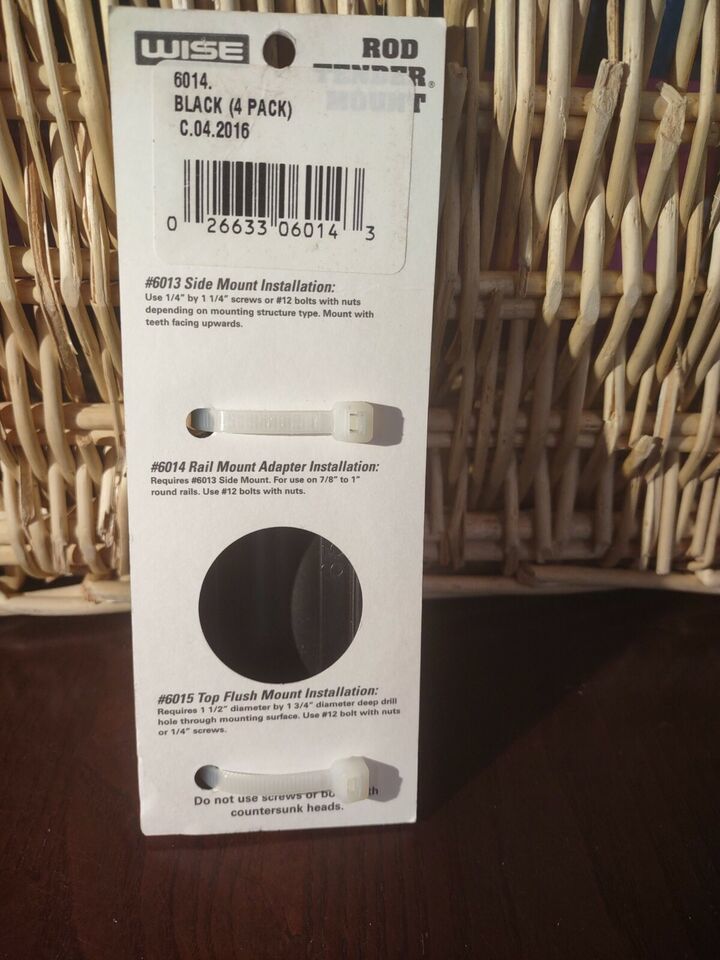 WISE
ROD
TENDER®
MOUNT
6014.
BLACK (4 PACK)
C.04.2016
0 26633 06014 3
#6013 Side Mount Installation:
Use 1/4" by 1 1/4" screws or #12 bolts with nuts
depending on mounting structure type. Mount with
teeth facing upwards.
#6014 Rail Mount Adapter Installation:
Requires #6013 Side Mount. For use on 7/8" to 1"
round rails. Use #12 bolts with nuts.
#6015 Top Flush Mount Installation:
Requires 1 1/2" diameter by 1 3/4" diameter deep drill
hole through mounting surface. Use #12 bolt with nuts
or 1/4" screws.
Do not use screws or
countersunk heads.